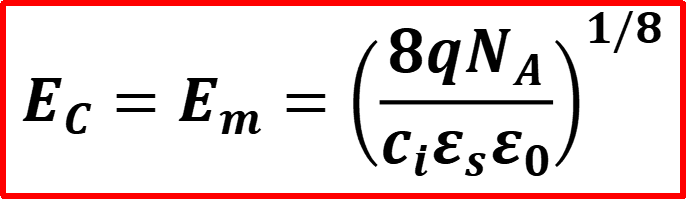 E_C = E_m = (8qN_A / c_i ε_s ε_0)^{1/8}